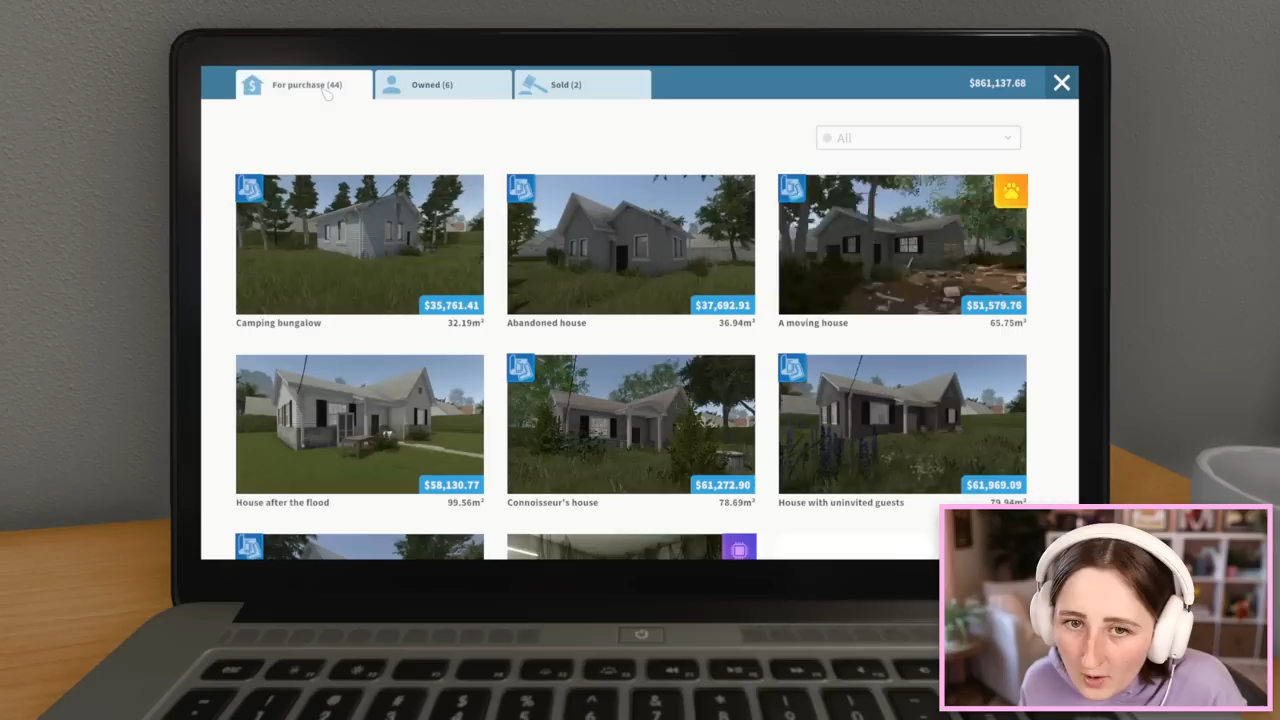 For purchase (44)
Owned (6)
Sold (2)
$861,137.68
All
$35,761.41
Camping bungalow
32.19m²
$37,692.91
Abandoned house
36.94m²
$51,579.76
A moving house
65.75m²
$58,130.77
House after the flood
99.56m²
$61,272.90
Connoisseur's house
78.69m²
$61,969.09
House with uninvited guests
79.94m²